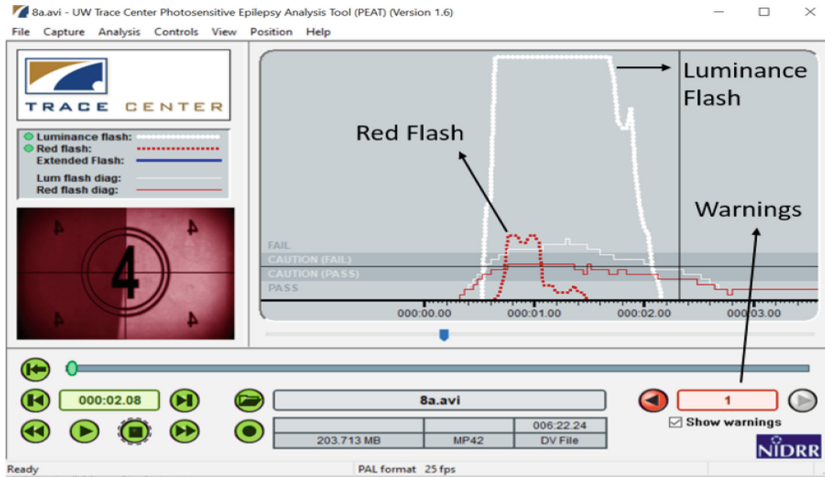 8a.avi - UW Trace Center Photosensitive Epilepsy Analysis Tool (PEAT) (Version 1.6)
File Capture Analysis Controls View Position Help
TRACE CENTER
Luminance flash:
Red flash:
Extended Flash:
Lum flash diag:
Red flash diag:
4 4
4
4 4
Luminance
Flash
Red Flash
Warnings
FAIL
CAUTION (FAIL)
CAUTION (PASS)
PASS
000:00.00 000:01.00 000:02.00 000:03.00
000:02.08
8a.avi
1
Show warnings
006:22.24
203.713 MB MP42 DV File
NIDRR
Ready PAL format 25 fps